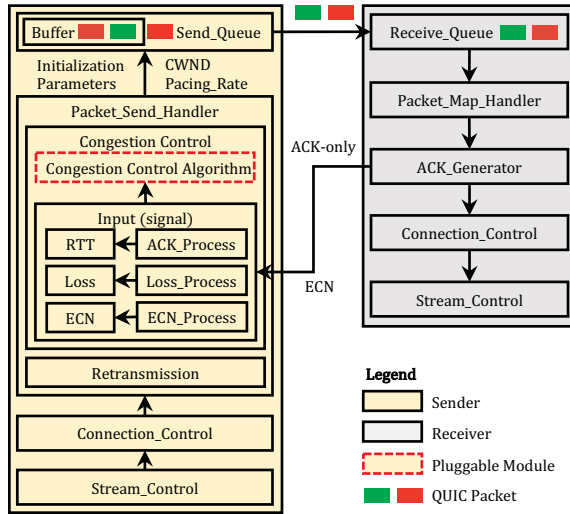 Buffer
Send_Queue
Initialization
Parameters
CWND
Pacing_Rate
Packet_Send_Handler
Congestion Control
Congestion Control Algorithm
Input (signal)
RTT
ACK_Process
Loss
Loss_Process
ECN
ECN_Process
Retransmission
Connection_Control
Stream_Control
ACK-only
ECN
Receive_Queue
Packet_Map_Handler
ACK_Generator
Connection_Control
Stream_Control
Legend
Sender
Receiver
Pluggable Module
QUIC Packet